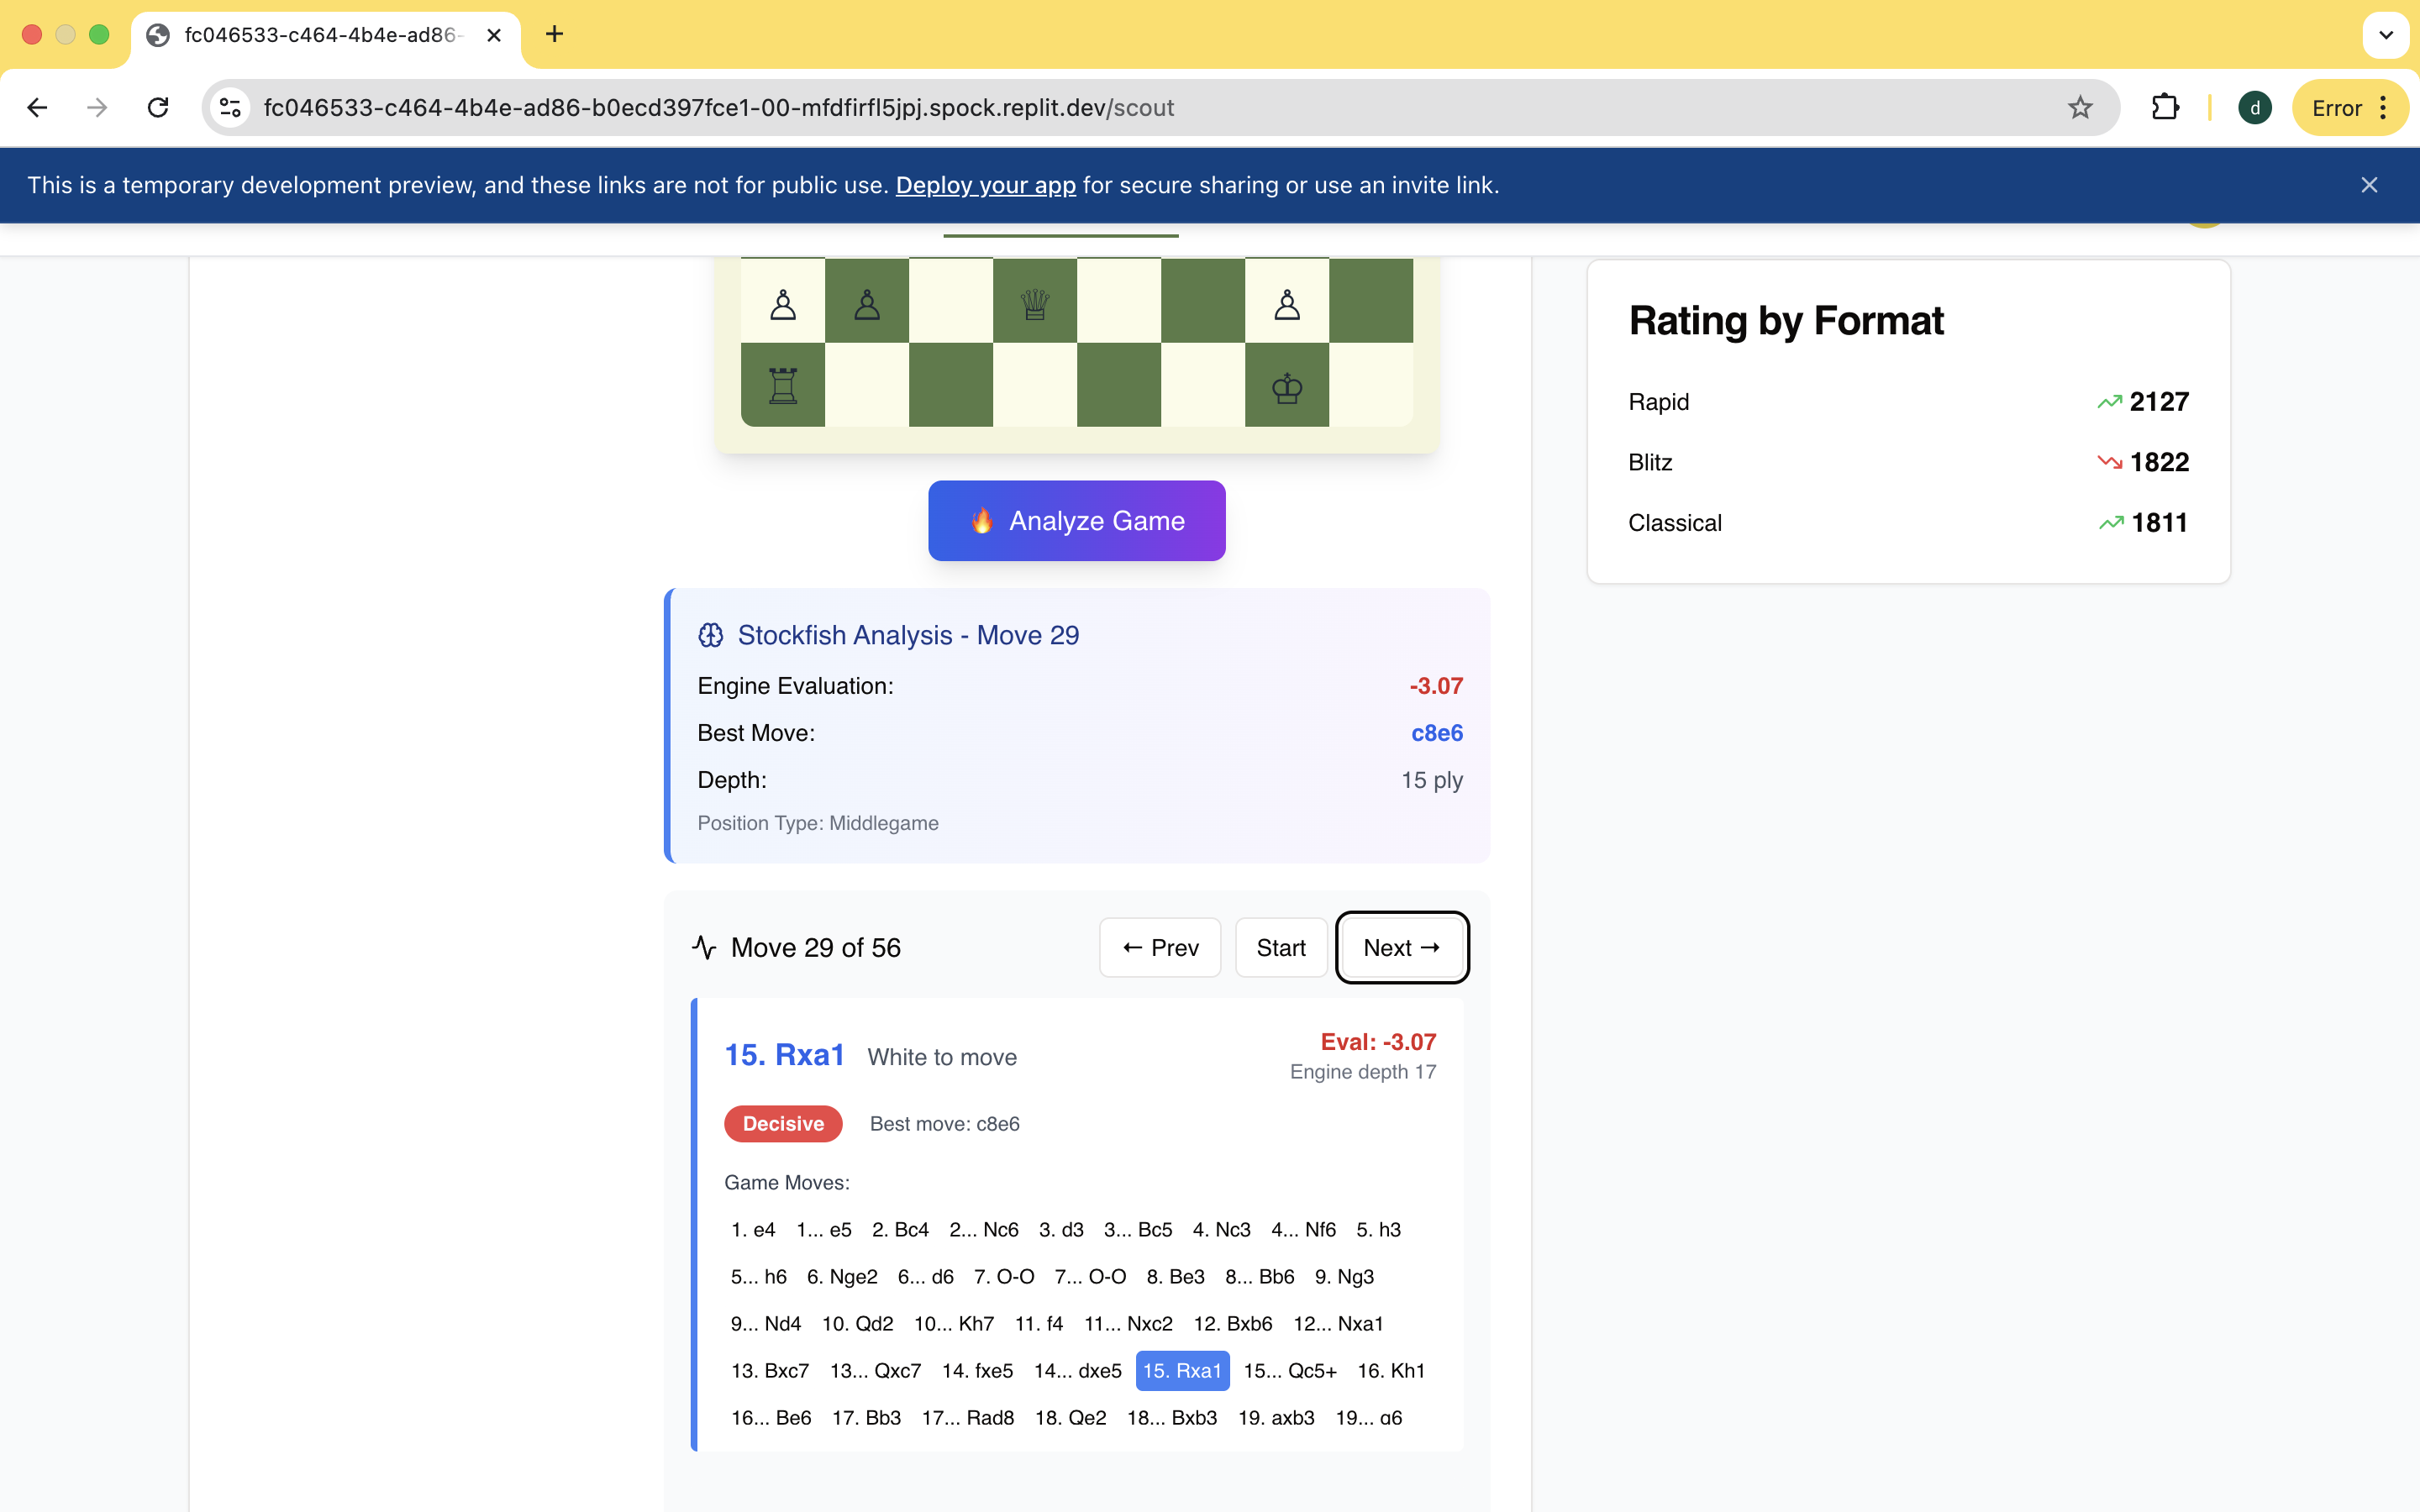 fc046533-c464-4b4e-ad86-
fc046533-c464-4b4e-ad86-b0ecd397fce1-00-mfdfirfl5jpj.spock.replit.dev/scout
d
Error
This is a temporary development preview, and these links are not for public use. Deploy your app for secure sharing or use an invite link.
Analyze Game
Stockfish Analysis - Move 29
Engine Evaluation: -3.07
Best Move: c8e6
Depth: 15 ply
Position Type: Middlegame
Move 29 of 56
← Prev
Start
Next →
15. Rxa1 White to move
Eval: -3.07
Engine depth 17
Decisive
Best move: c8e6
Game Moves:
1. e4 1... e5 2. Bc4 2... Nc6 3. d3 3... Bc5 4. Nc3 4... Nf6 5. h3
5... h6 6. Nge2 6... d6 7. O-O 7... O-O 8. Be3 8... Bb6 9. Ng3
9... Nd4 10. Qd2 10... Kh7 11. f4 11... Nxc2 12. Bxb6 12... Nxa1
13. Bxc7 13... Qxc7 14. fxe5 14... dxe5 15. Rxa1 15... Qc5+ 16. Kh1
16... Be6 17. Bb3 17... Rad8 18. Qe2 18... Bxb3 19. axb3 19... g6
Rating by Format
Rapid 2127
Blitz 1822
Classical 1811